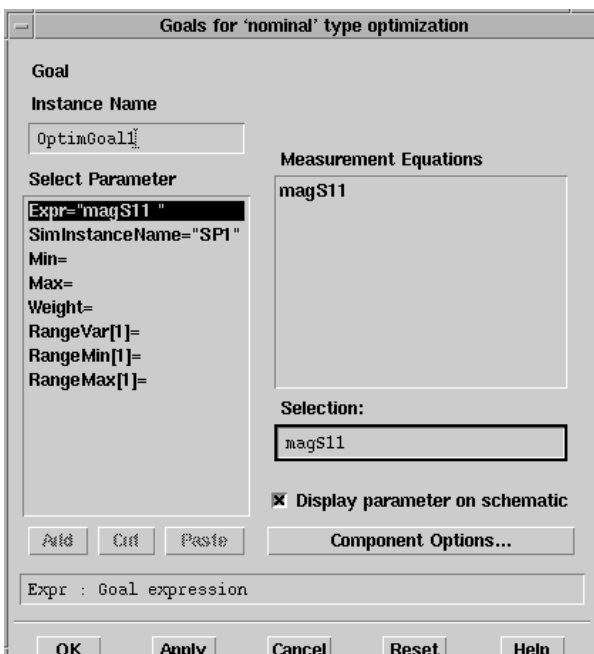 Goals for 'nominal' type optimization
Goal
Instance Name
OptimGoal1
Select Parameter
Expr="magS11 "
SimInstanceName="SP1"
Min=
Max=
Weight=
RangeVar[1]=
RangeMin[1]=
RangeMax[1]=
Measurement Equations
magS11
Selection:
magS11
Display parameter on schematic
Add Cut Paste
Component Options...
Expr : Goal expression
OK Apply Cancel Reset Help